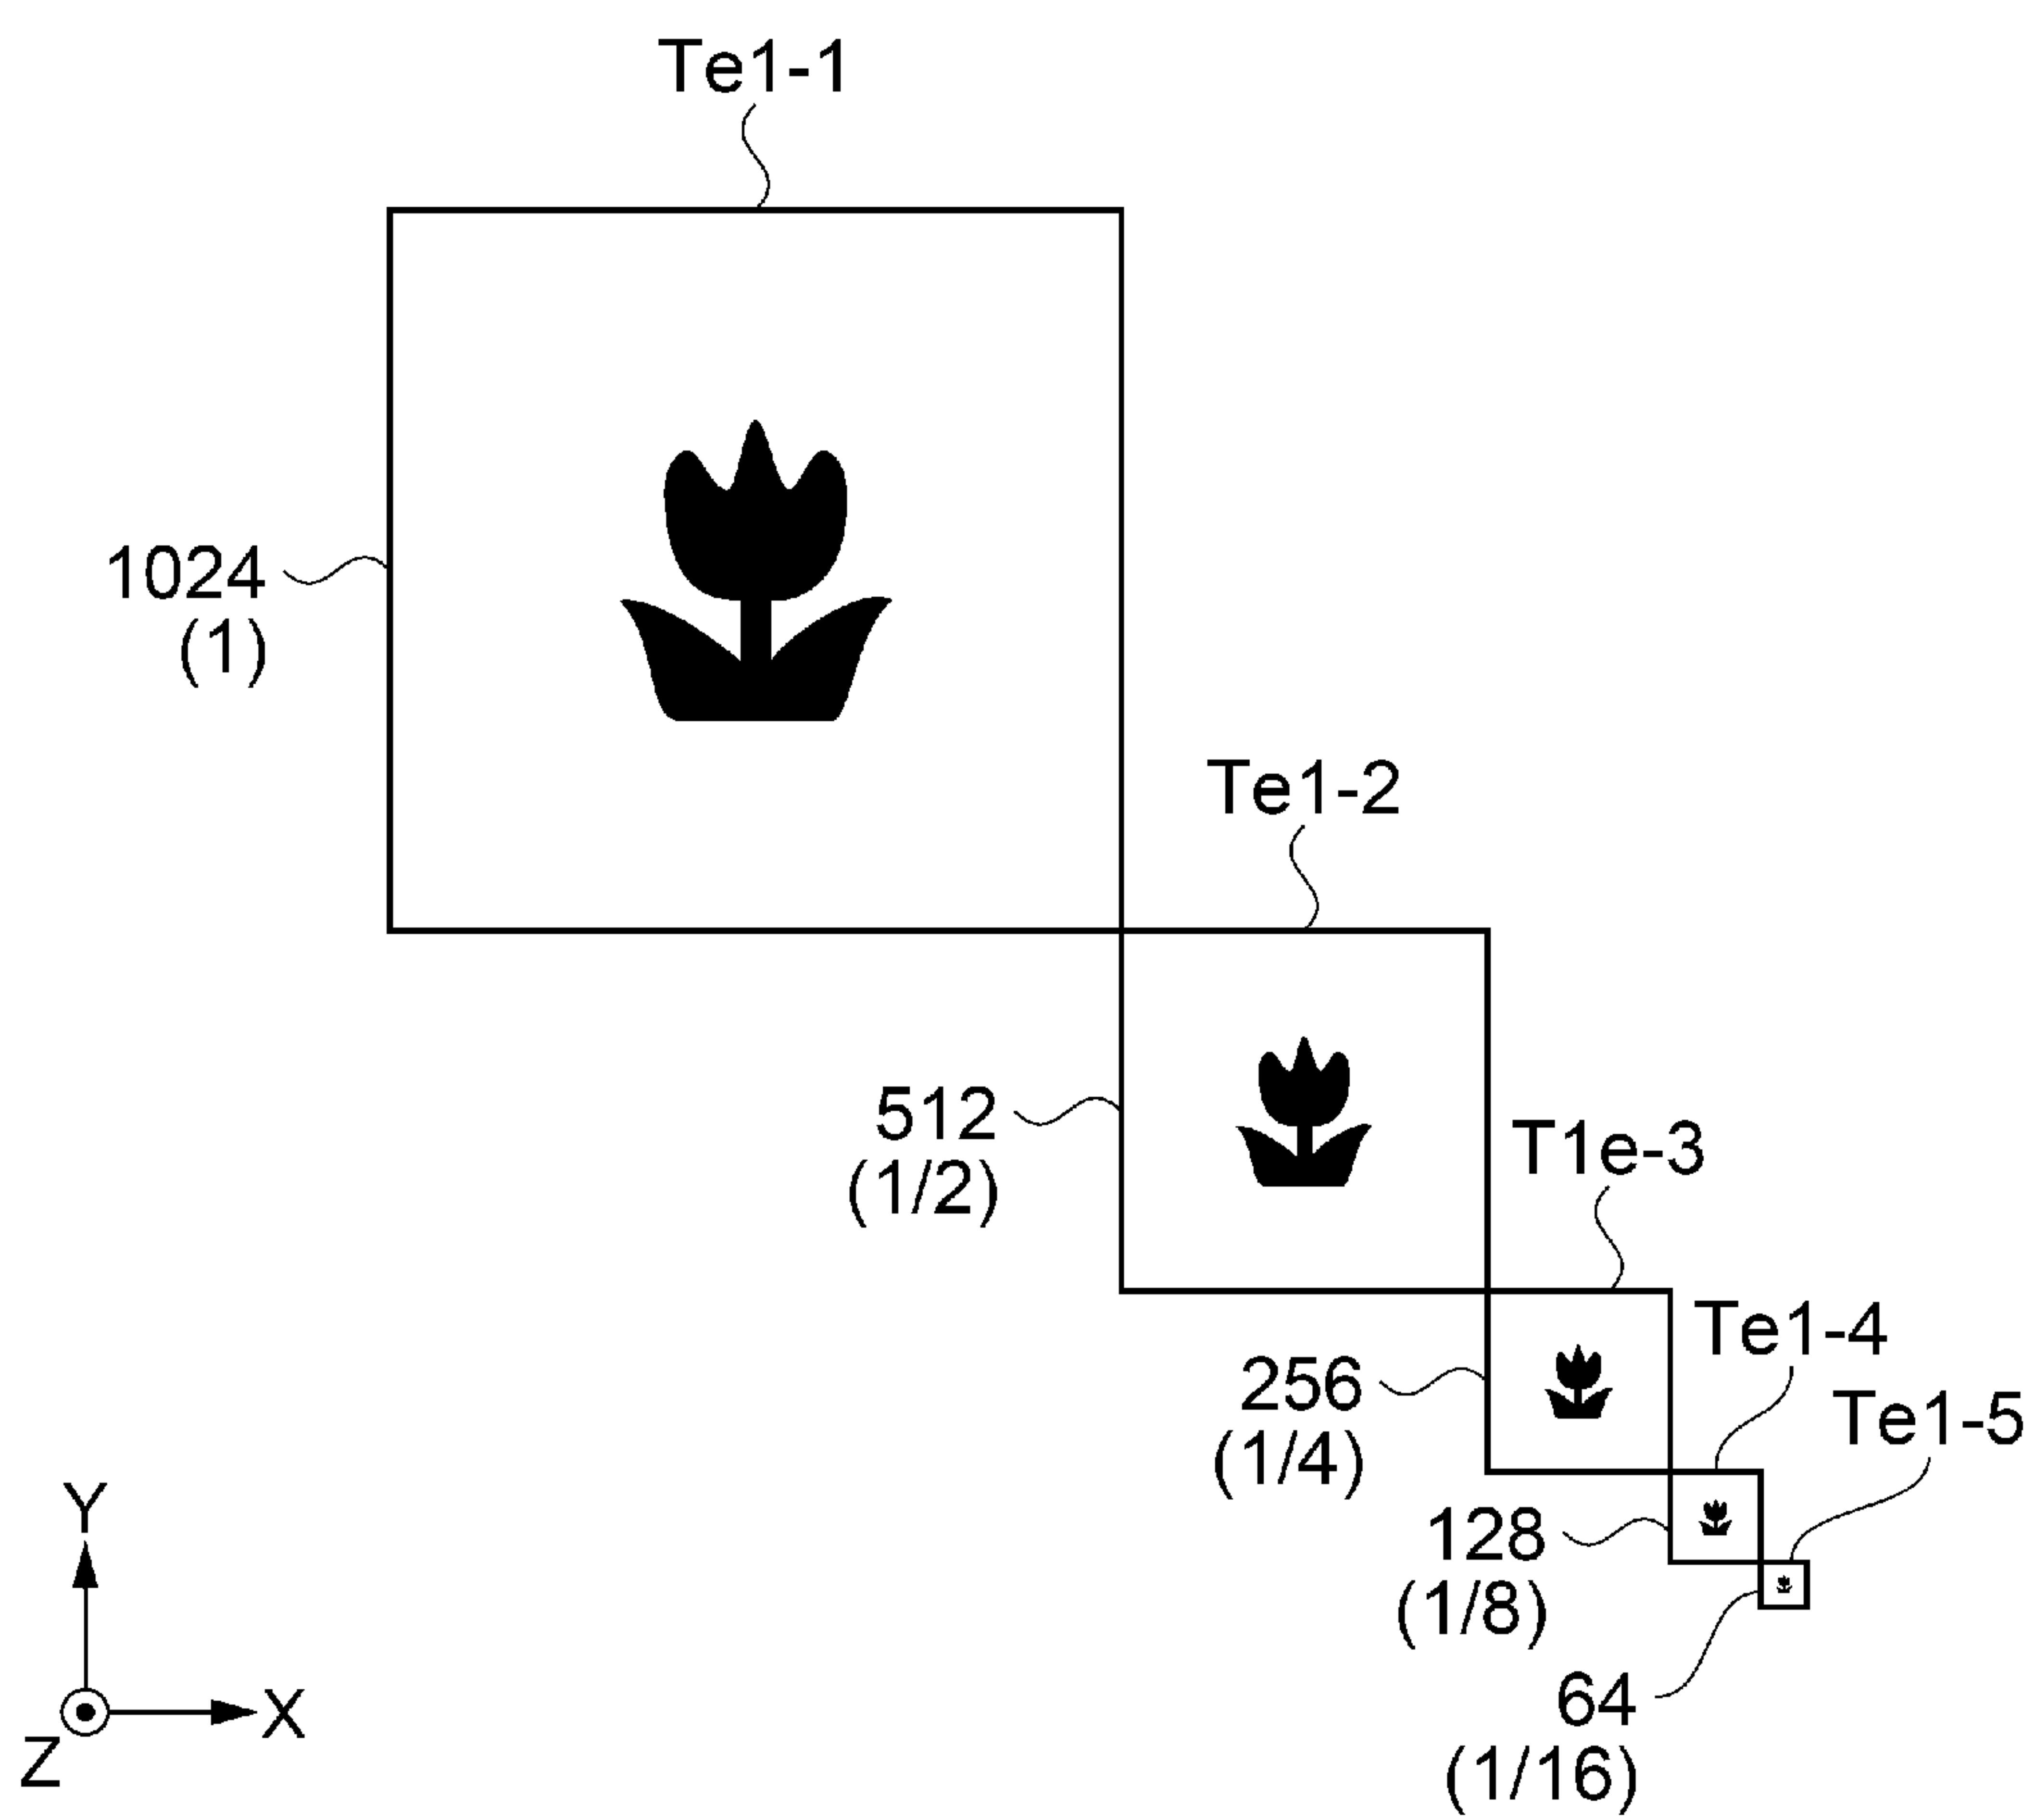 Te1-1
1024
(1)
Te1-2
512
(1/2)
T1e-3
Te1-4
256
(1/4)
Te1-5
128
(1/8)
64
(1/16)
Y
X
Z